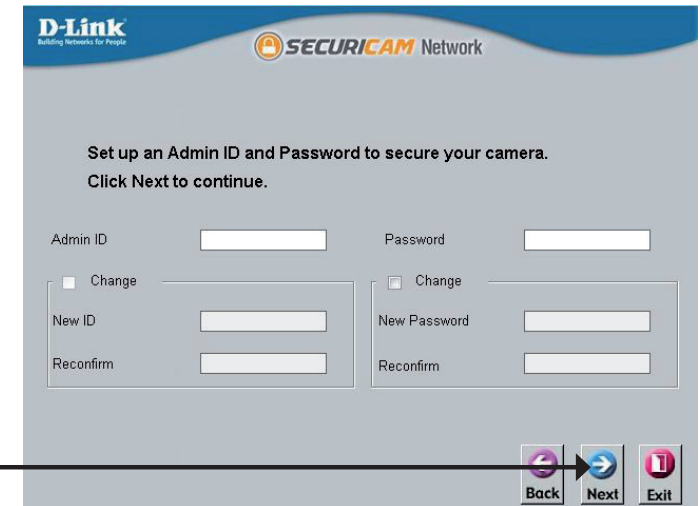 D-Link
Building Networks for People
SECURICAM Network
Set up an Admin ID and Password to secure your camera.
Click Next to continue.
Admin ID
Password
Change
Change
New ID
New Password
Reconfirm
Reconfirm
Back
Next
Exit